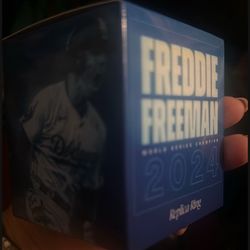 FREDDIE
FREEMAN
WORLD SERIES CHAMPION
2024
Replica Ring